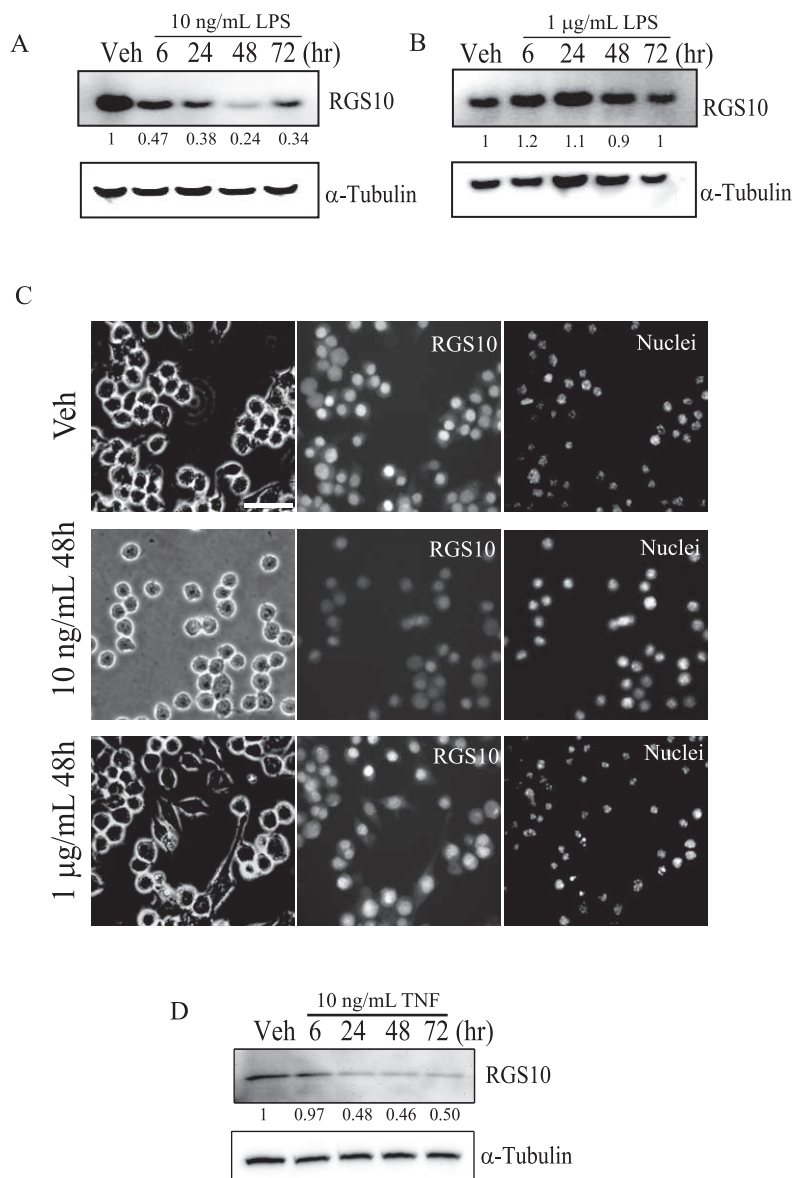 A
10 ng/mL LPS
Veh 6 24 48 72 (hr)
RGS10
1 0.47 0.38 0.24 0.34
α-Tubulin
B
1 μg/mL LPS
Veh 6 24 48 72 (hr)
RGS10
1 1.2 1.1 0.9 1
α-Tubulin
C
Veh
RGS10
Nuclei
10 ng/mL 48h
RGS10
Nuclei
1 μg/mL 48h
RGS10
Nuclei
D
10 ng/mL TNF
Veh 6 24 48 72 (hr)
RGS10
1 0.97 0.48 0.46 0.50
α-Tubulin